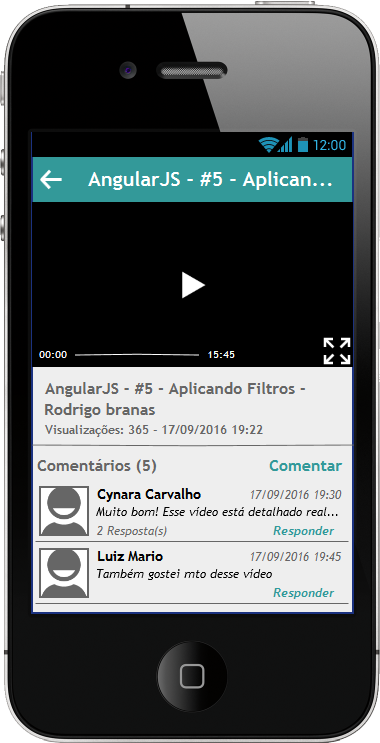 12:00
AngularJS - #5 - Aplican...
00:00 15:45
AngularJS - #5 - Aplicando Filtros -
Rodrigo branas
Visualizações: 365 - 17/09/2016 19:22
Comentários (5) Comentar
Cynara Carvalho 17/09/2016 19:30
Muito bom! Esse vídeo está detalhado real...
2 Resposta(s) Responder
Luiz Mario 17/09/2016 19:45
Também gostei mto desse vídeo
Responder